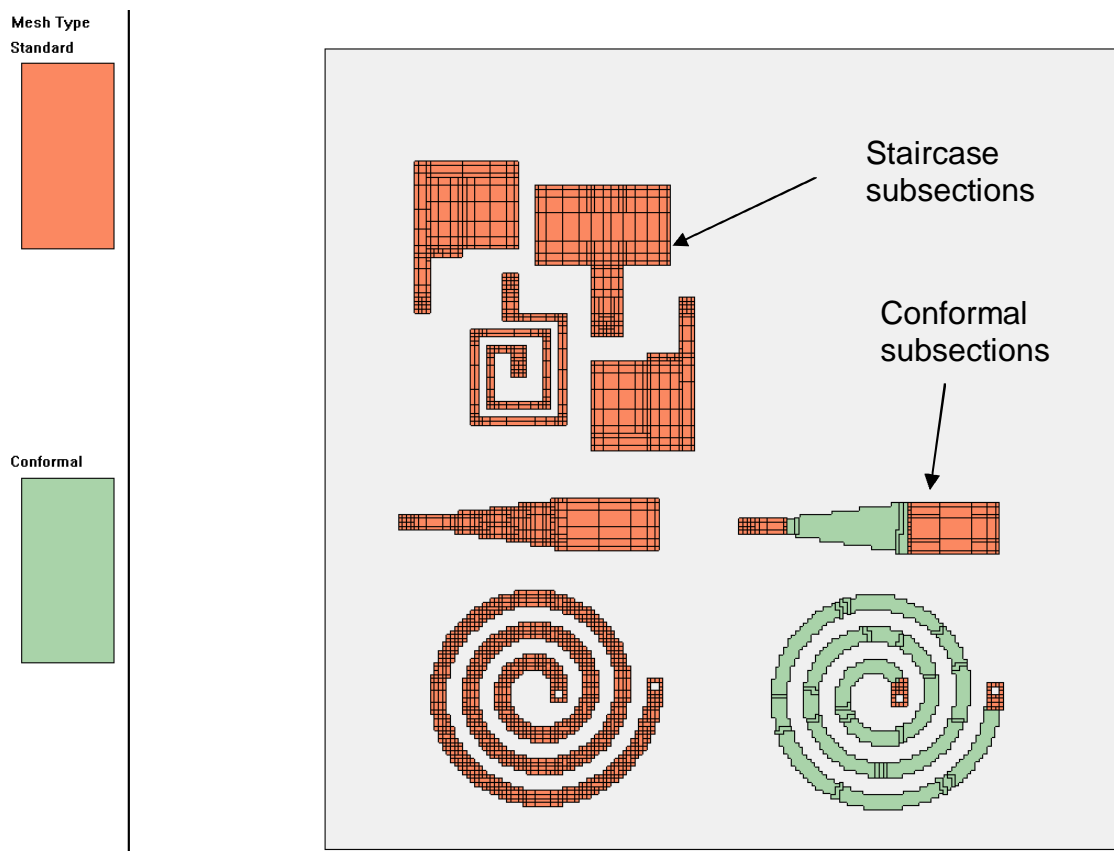 Mesh Type
Standard
Staircase
subsections
Conformal
subsections
Conformal